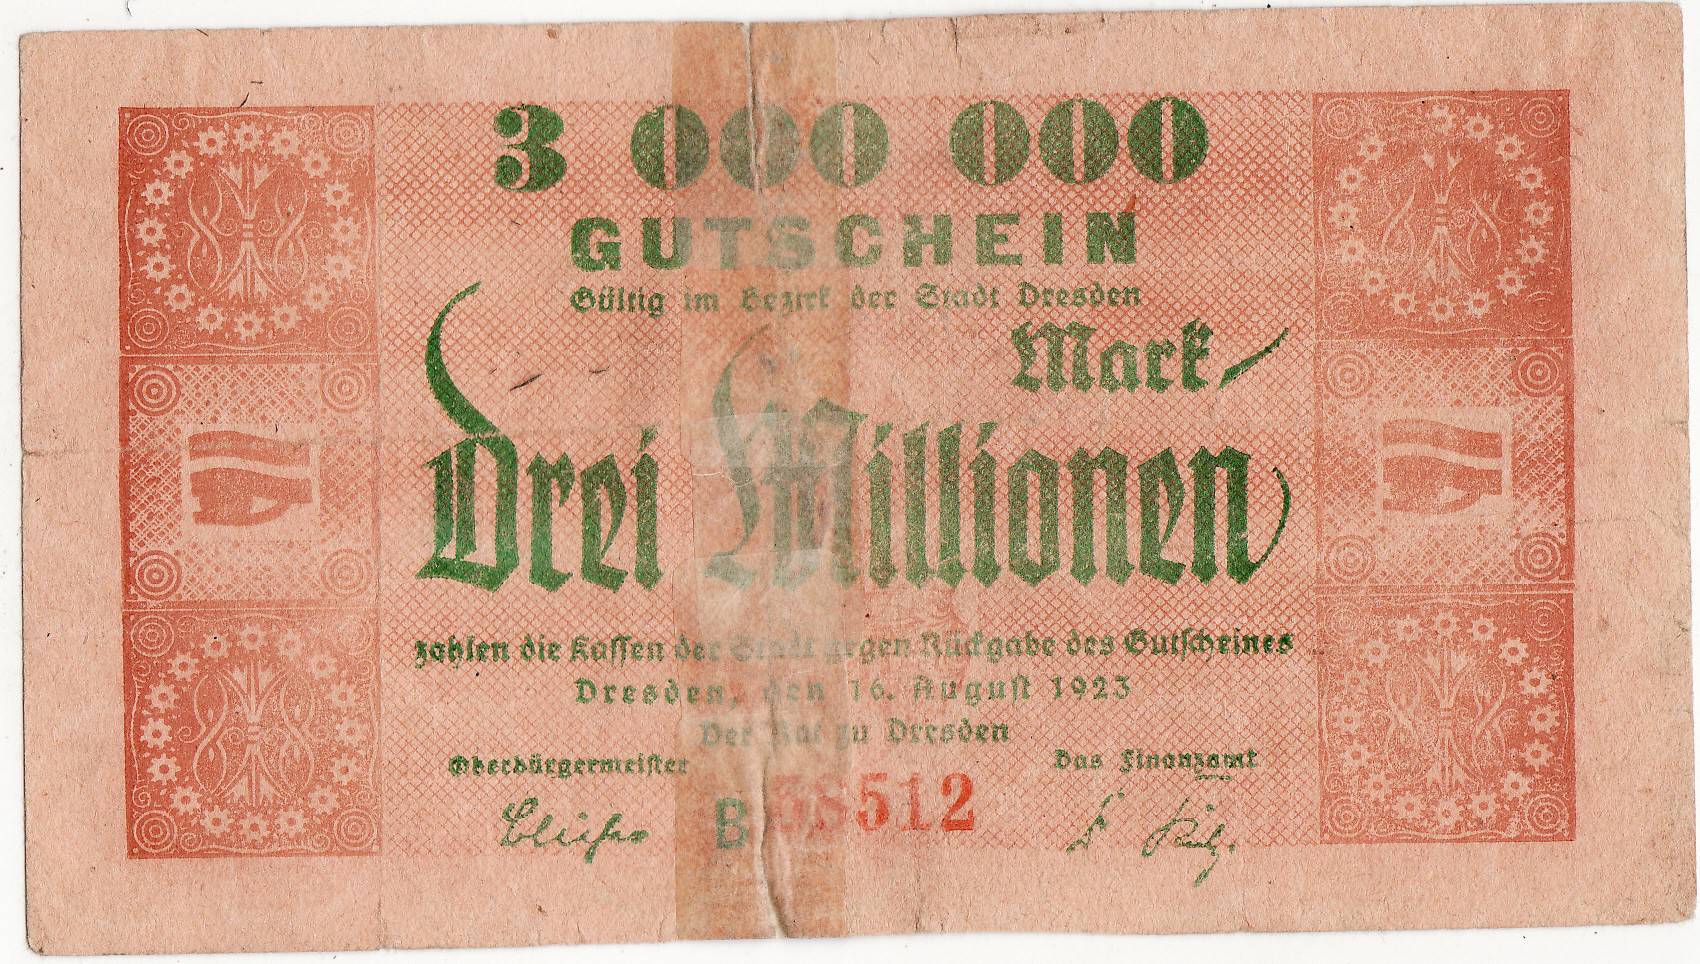 3 000 000
GUTSCHEIN
Gültig im Bezirk der Stadt Dresden
Mark
Drei Millionen
zahlen die Kassen der Stadt gegen Rückgabe des Gutscheines
Dresden, den 16. August 1923
Der Rat zu Dresden
Oberbürgermeister
Das Finanzamt
B 58512